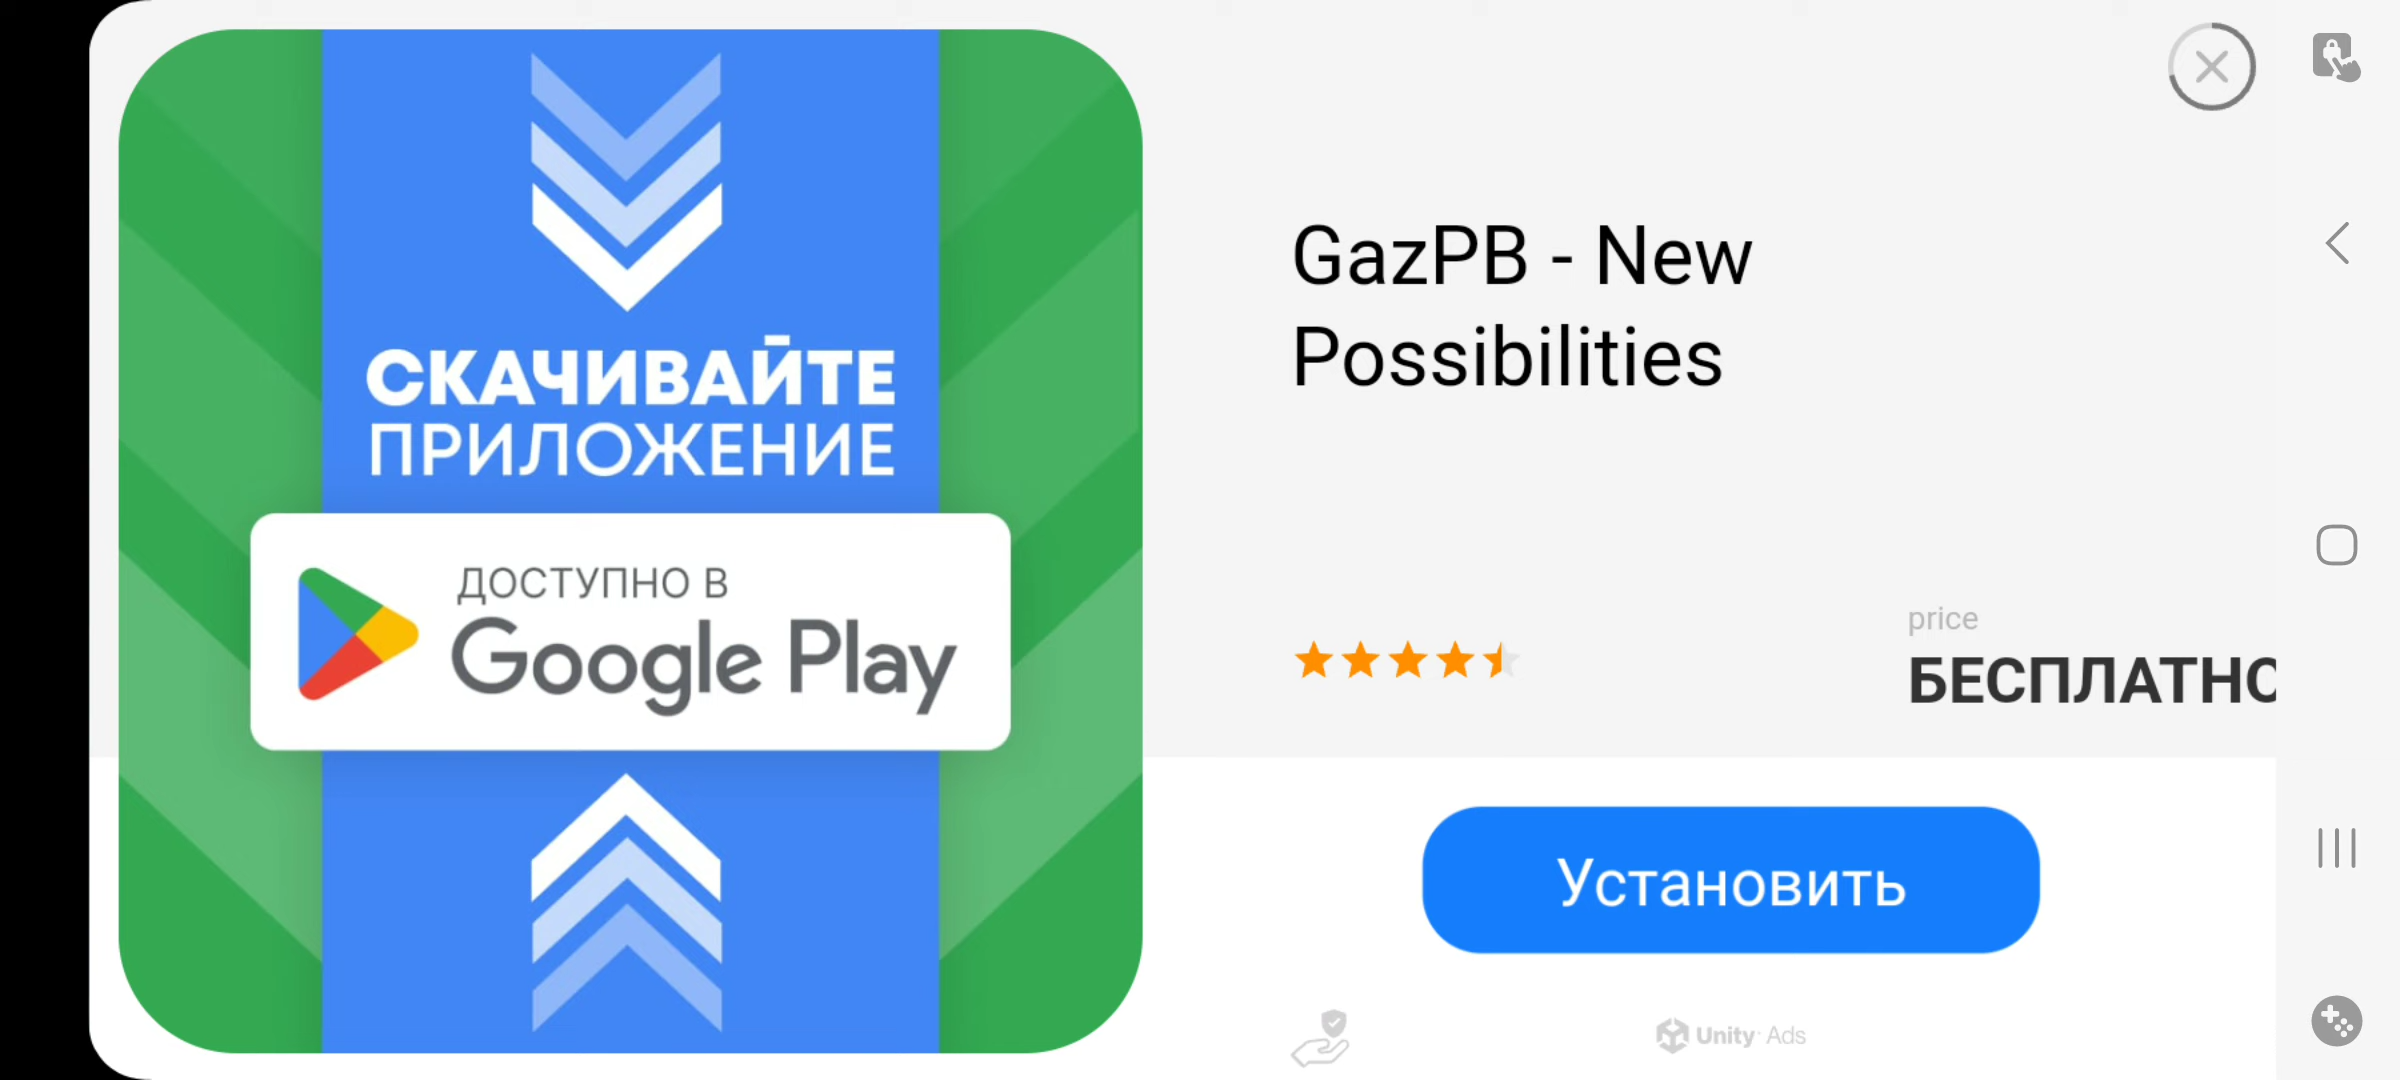 СКАЧИВАЙТЕ
ПРИЛОЖЕНИЕ
ДОСТУПНО В
Google Play
GazPB - New
Possibilities
price
БЕСПЛАТНО
Установить
Unity Ads